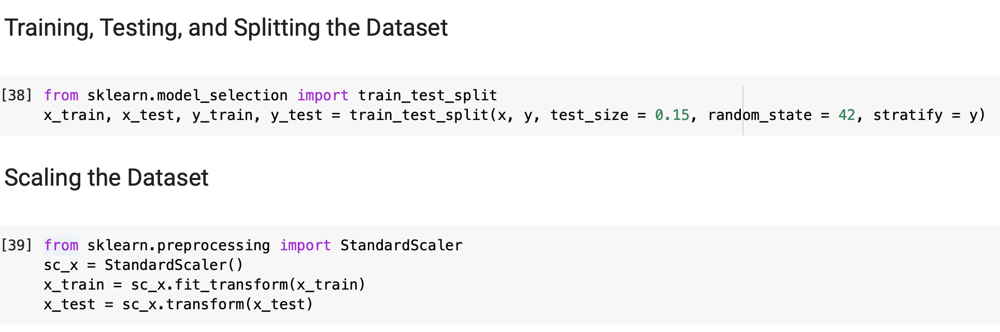 Training, Testing, and Splitting the Dataset
[38] from sklearn.model_selection import train_test_split
x_train, x_test, y_train, y_test = train_test_split(x, y, test_size = 0.15, random_state = 42, stratify = y)
Scaling the Dataset
[39] from sklearn.preprocessing import StandardScaler
sc_x = StandardScaler()
x_train = sc_x.fit_transform(x_train)
x_test = sc_x.transform(x_test)